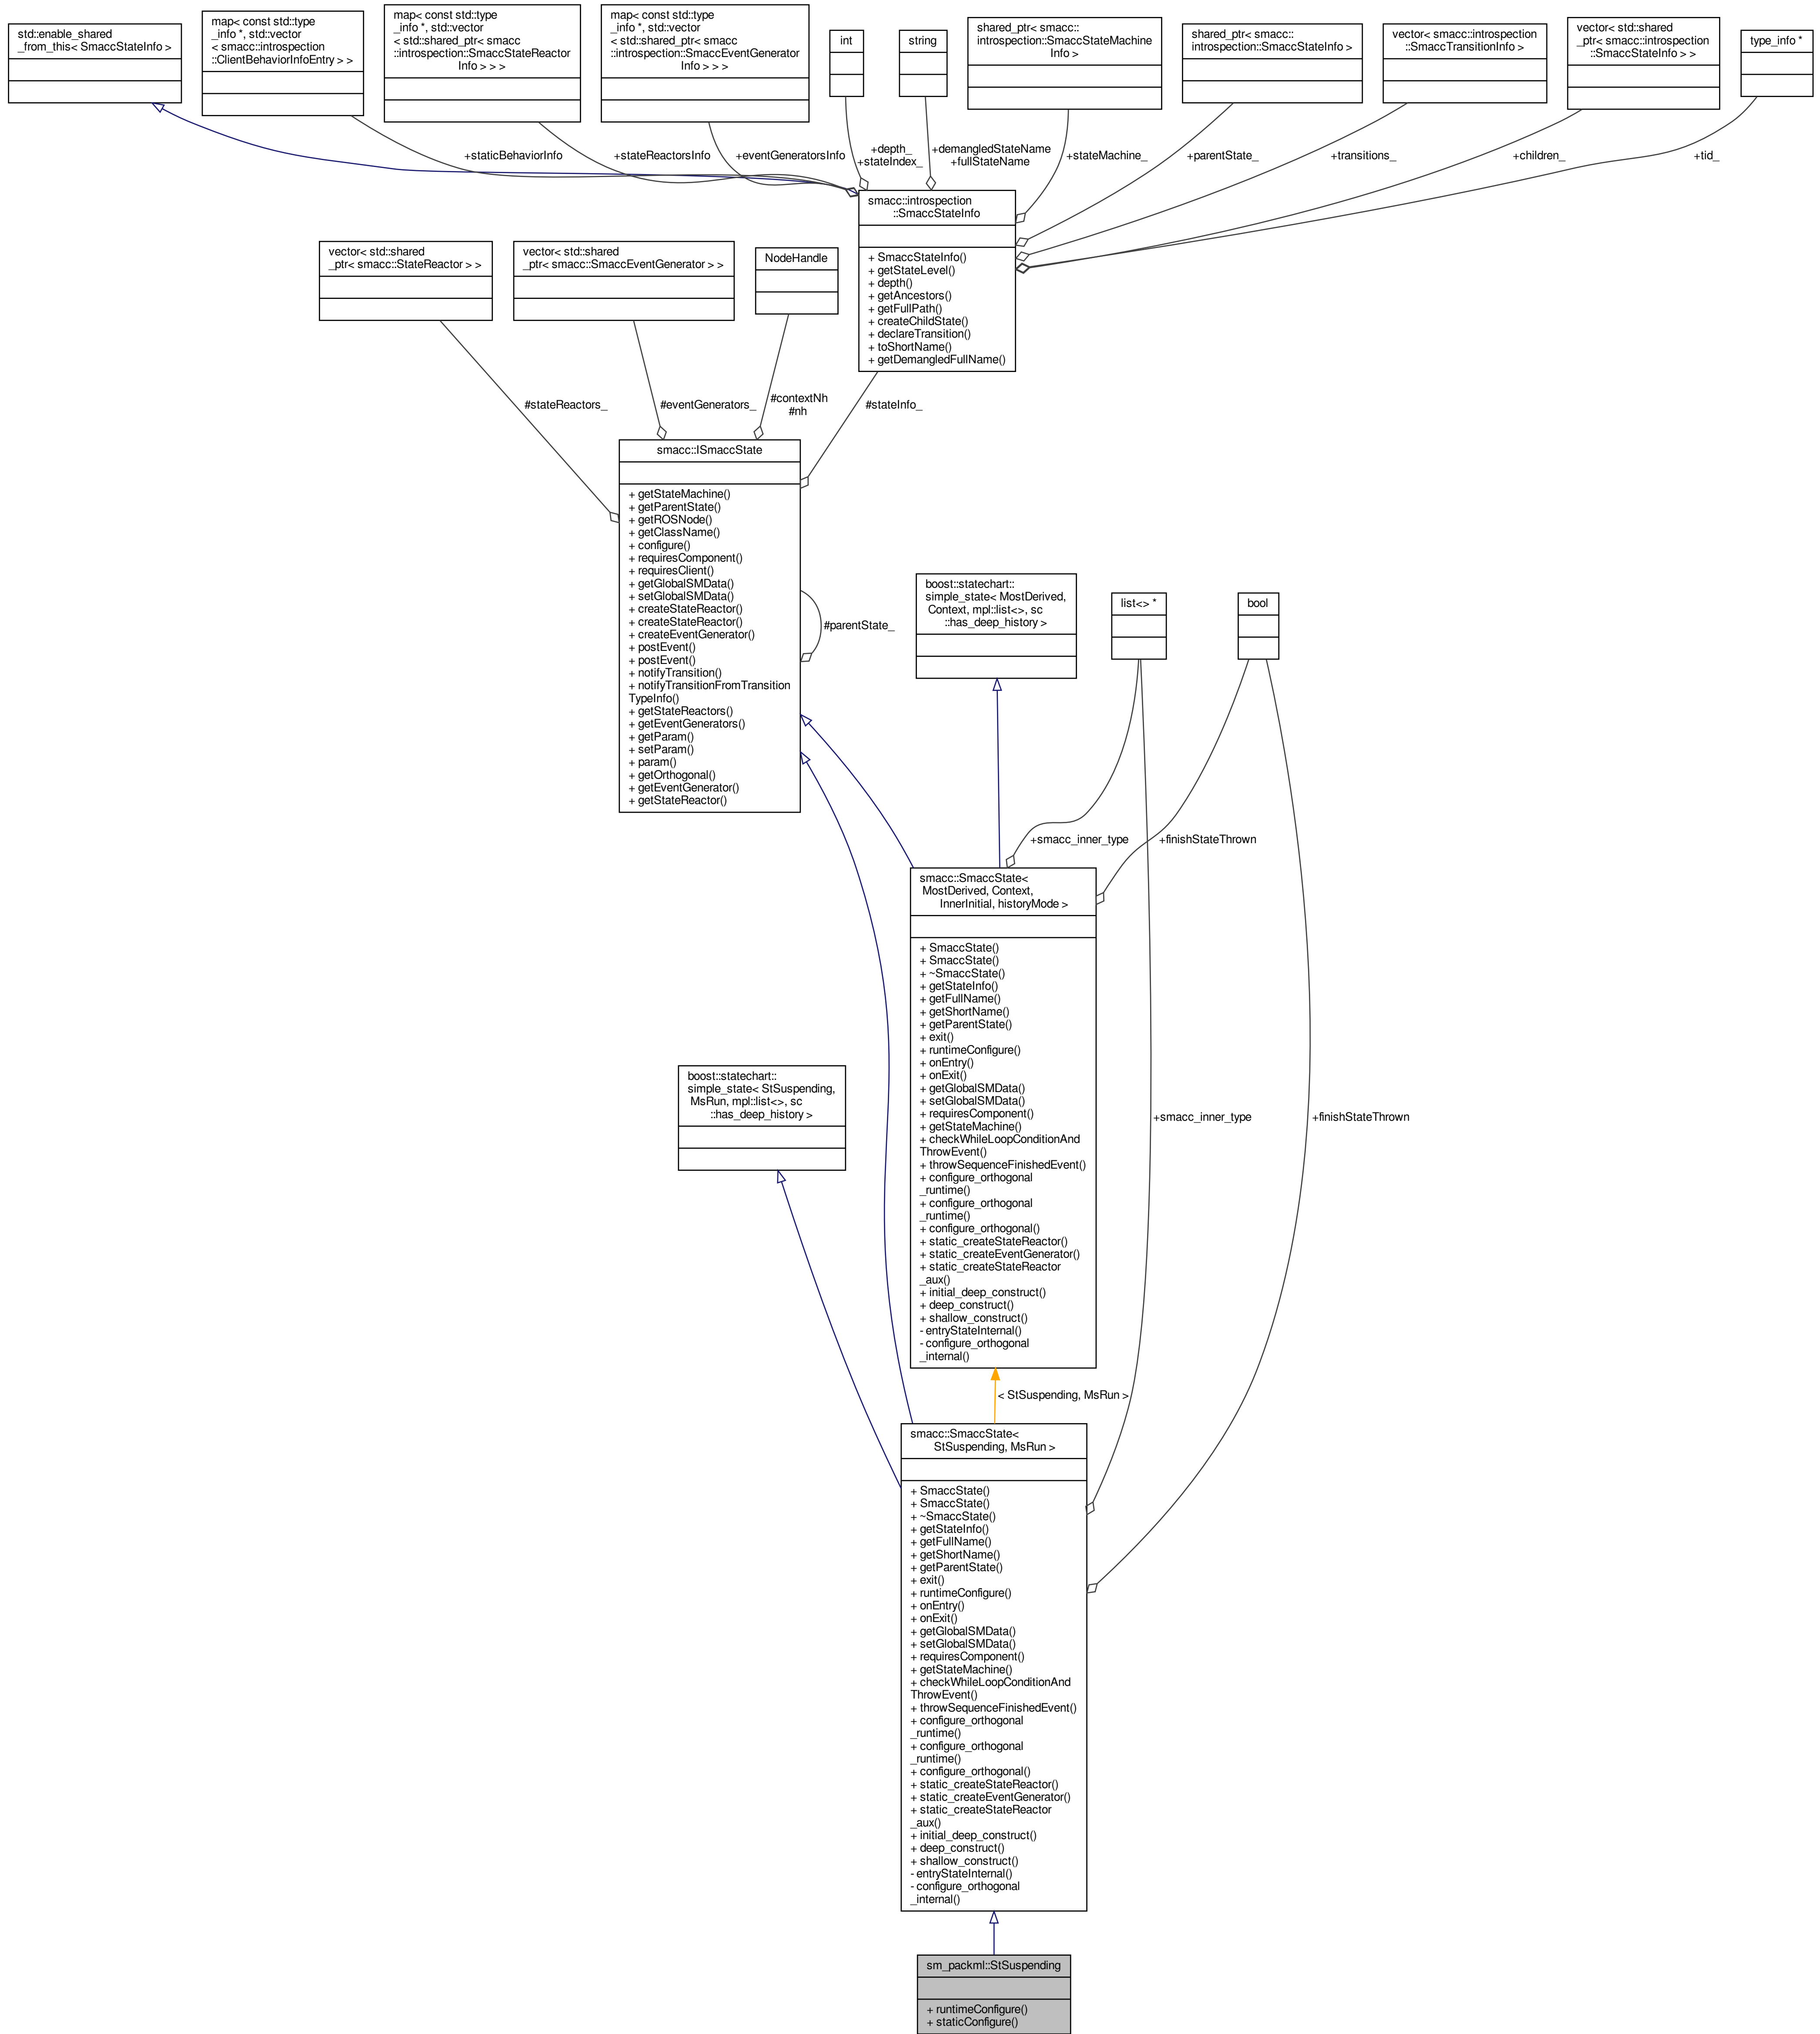 std::enable_shared
_from_this< SmaccStateInfo >
map< const std::type
_info *, std::vector
< smacc::introspection
::ClientBehaviorInfoEntry > >
map< const std::type
_info *, std::vector
< std::shared_ptr< smacc
::introspection::SmaccStateReactor
Info > > >
map< const std::type
_info *, std::vector
< std::shared_ptr< smacc
::introspection::SmaccEventGenerator
Info > > >
int
string
shared_ptr< smacc::
introspection::SmaccStateMachine
Info >
shared_ptr< smacc::
introspection::SmaccStateInfo >
vector< smacc::introspection
::SmaccTransitionInfo >
vector< std::shared
_ptr< smacc::introspection
::SmaccStateInfo > >
type_info *
+staticBehaviorInfo
+stateReactorsInfo
+eventGeneratorsInfo
+depth_
+stateIndex_
+demangledStateName
+fullStateName
+stateMachine_
+parentState_
+transitions_
+children_
+tid_
smacc::introspection
::SmaccStateInfo
+ SmaccStateInfo()
+ getStateLevel()
+ depth()
+ getAncestors()
+ getFullPath()
+ createChildState()
+ declareTransition()
+ toShortName()
+ getDemangledFullName()
vector< std::shared
_ptr< smacc::StateReactor > >
vector< std::shared
_ptr< smacc::SmaccEventGenerator > >
NodeHandle
#stateReactors_
#eventGenerators_
#contextNh
#nh
#stateInfo_
smacc::ISmaccState
+ getStateMachine()
+ getParentState()
+ getROSNode()
+ getClassName()
+ configure()
+ requiresComponent()
+ requiresClient()
+ getGlobalSMData()
+ setGlobalSMData()
+ createStateReactor()
+ createStateReactor()
+ createEventGenerator()
+ postEvent()
+ postEvent()
+ notifyTransition()
+ notifyTransitionFromTransition
TypeInfo()
+ getStateReactors()
+ getEventGenerators()
+ getParam()
+ setParam()
+ param()
+ getOrthogonal()
+ getEventGenerator()
+ getStateReactor()
#parentState_
boost::statechart::
simple_state< MostDerived,
Context, mpl::list<>, sc
::has_deep_history >
list<> *
bool
+smacc_inner_type
+finishStateThrown
smacc::SmaccState<
MostDerived, Context,
InnerInitial, historyMode >
+ SmaccState()
+ SmaccState()
+ ~SmaccState()
+ getStateInfo()
+ getFullName()
+ getShortName()
+ getParentState()
+ exit()
+ runtimeConfigure()
+ onEntry()
+ onExit()
+ getGlobalSMData()
+ setGlobalSMData()
+ requiresComponent()
+ getStateMachine()
+ checkWhileLoopConditionAnd
ThrowEvent()
+ throwSequenceFinishedEvent()
+ configure_orthogonal
_runtime()
+ configure_orthogonal
_runtime()
+ configure_orthogonal()
+ static_createStateReactor()
+ static_createEventGenerator()
+ static_createStateReactor
_aux()
+ initial_deep_construct()
+ deep_construct()
+ shallow_construct()
- entryStateInternal()
- configure_orthogonal
_internal()
boost::statechart::
simple_state< StSuspending,
MsRun, mpl::list<>, sc
::has_deep_history >
+smacc_inner_type
+finishStateThrown
< StSuspending, MsRun >
smacc::SmaccState<
StSuspending, MsRun >
+ SmaccState()
+ SmaccState()
+ ~SmaccState()
+ getStateInfo()
+ getFullName()
+ getShortName()
+ getParentState()
+ exit()
+ runtimeConfigure()
+ onEntry()
+ onExit()
+ getGlobalSMData()
+ setGlobalSMData()
+ requiresComponent()
+ getStateMachine()
+ checkWhileLoopConditionAnd
ThrowEvent()
+ throwSequenceFinishedEvent()
+ configure_orthogonal
_runtime()
+ configure_orthogonal
_runtime()
+ configure_orthogonal()
+ static_createStateReactor()
+ static_createEventGenerator()
+ static_createStateReactor
_aux()
+ initial_deep_construct()
+ deep_construct()
+ shallow_construct()
- entryStateInternal()
- configure_orthogonal
_internal()
sm_packml::StSuspending
+ runtimeConfigure()
+ staticConfigure()